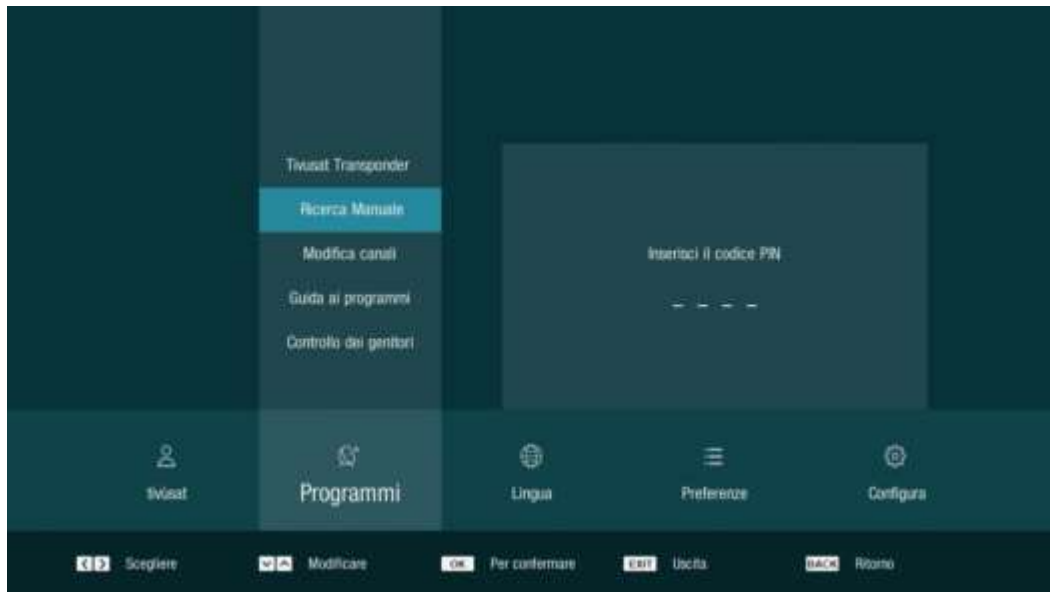 Tivusat Transponder
Ricerca Manuale
Modifica canali
Guida ai programmi
Controllo dei genitori
Inserisci il codice PIN
_ _ _ _
tivùsat
Programmi
Lingua
Preferenze
Configura
Scegliere
Modificare
OK Per confermare
EXIT Uscita
BACK Ritorno